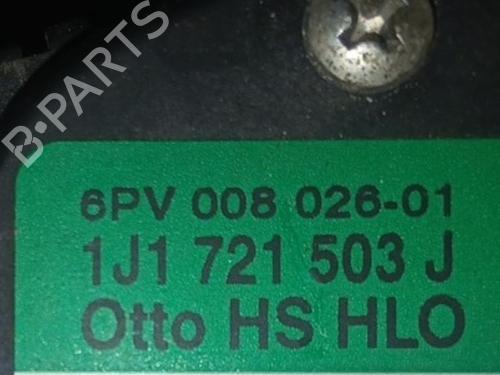 B·PARTS
6PV 008 026-01
1J1 721 503 J
Otto HS HLO